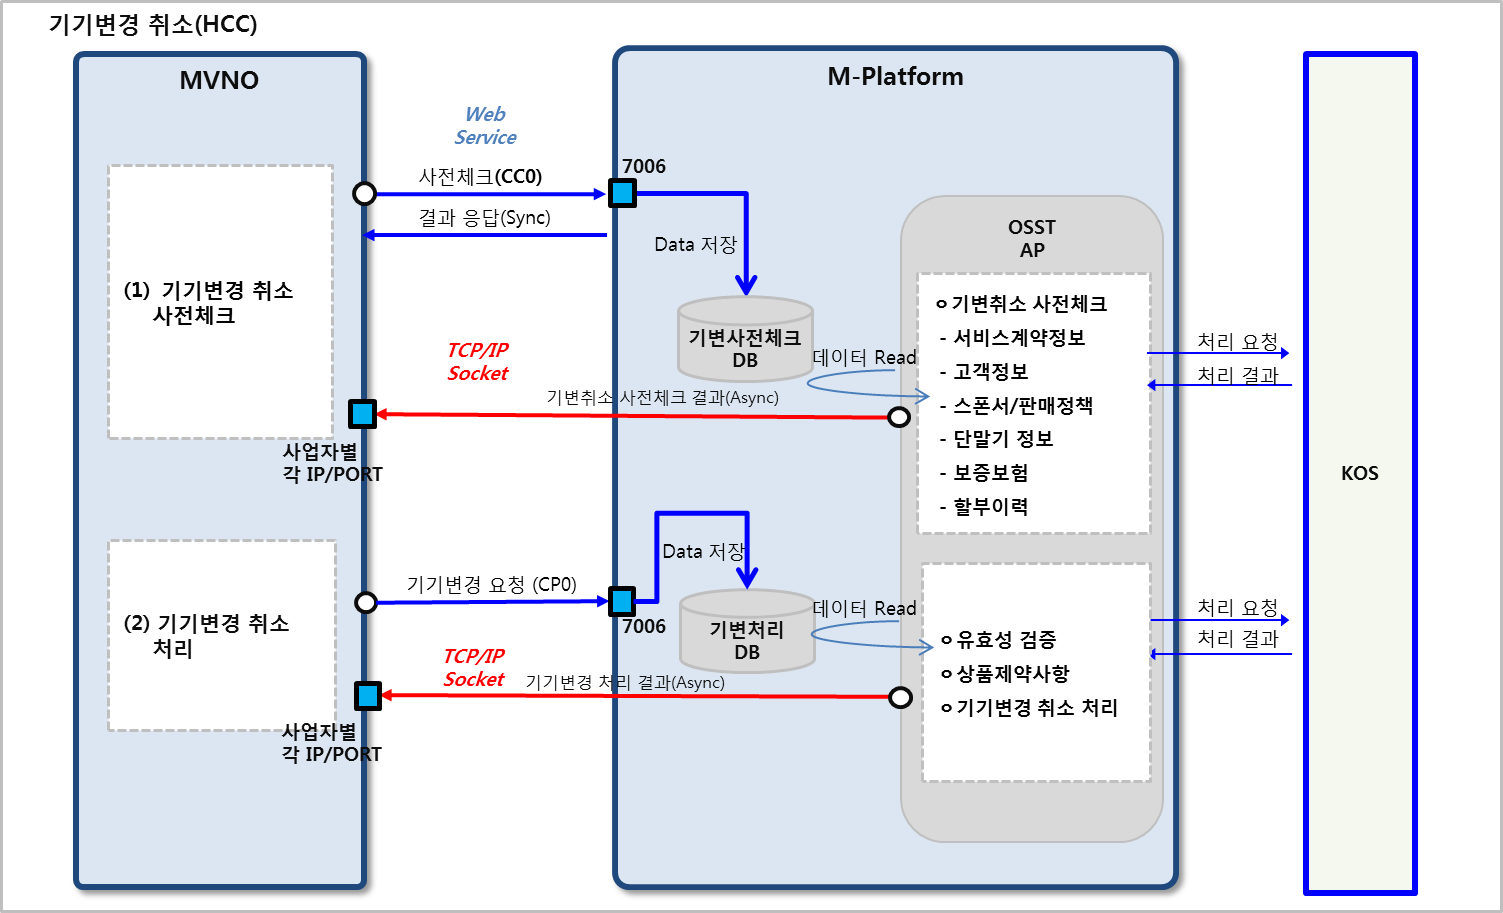 기기변경 취소(HCC)
MVNO
M-Platform
Web
Service
7006
사전체크(CC0)
결과 응답(Sync)
Data 저장
OSST
AP
(1) 기기변경 취소
사전체크
기변사전체크
DB
ㅇ기변취소 사전체크
- 서비스계약정보
- 고객정보
- 스폰서/판매정책
- 단말기 정보
- 보증보험
- 할부이력
처리 요청
처리 결과
TCP/IP
Socket
데이터 Read
기변취소 사전체크 결과(Async)
사업자별
각 IP/PORT
KOS
Data 저장
기기변경 요청 (CP0)
7006
(2) 기기변경 취소
처리
기변처리
DB
데이터 Read
ㅇ유효성 검증
ㅇ상품제약사항
ㅇ기기변경 취소 처리
처리 요청
처리 결과
TCP/IP
Socket
기기변경 처리 결과(Async)
사업자별
각 IP/PORT